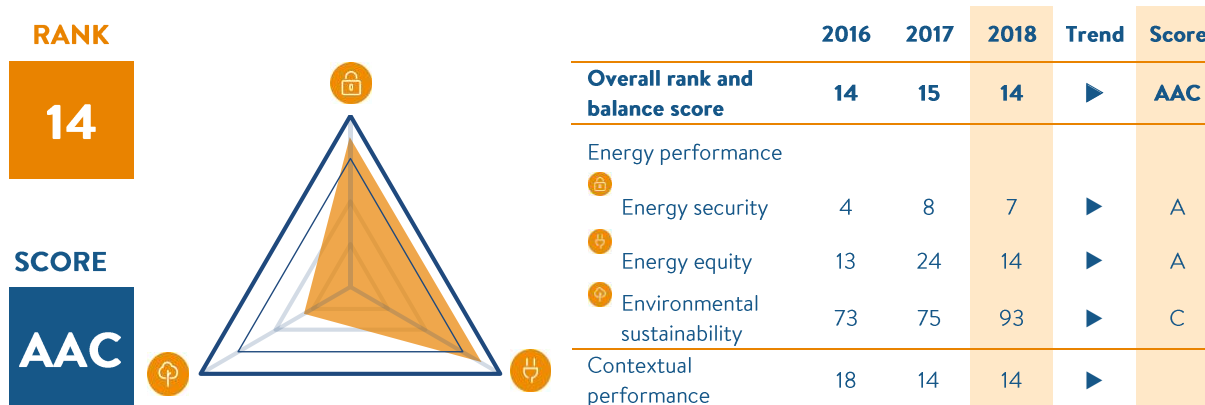 RANK
14
SCORE
AAC
2016 2017 2018 Trend Score
Overall rank and
balance score 14 15 14 AAC
Energy performance
Energy security 4 8 7 A
Energy equity 13 24 14 A
Environmental
sustainability 73 75 93 C
Contextual
performance 18 14 14